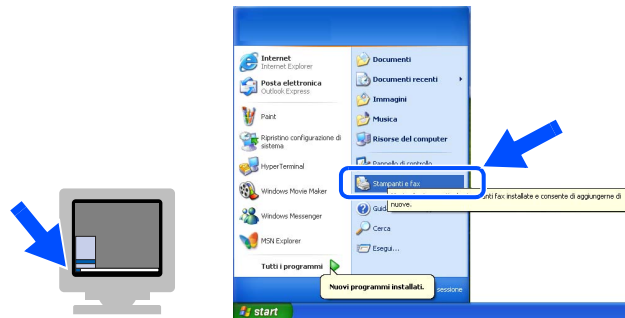 Internet
Internet Explorer
Posta elettronica
Outlook Express
Paint
Ripristino configurazione di
sistema
HyperTerminal
Windows Movie Maker
Windows Messenger
MSN Explorer
Tutti i programmi
Documenti
Documenti recenti
Immagini
Musica
Risorse del computer
Pannello di controllo
Stampanti e fax
nti fax installate e consente di aggiungerne di
nuove.
Guid
Cerca
Esegui...
Nuovi programmi installati.
sessione
start